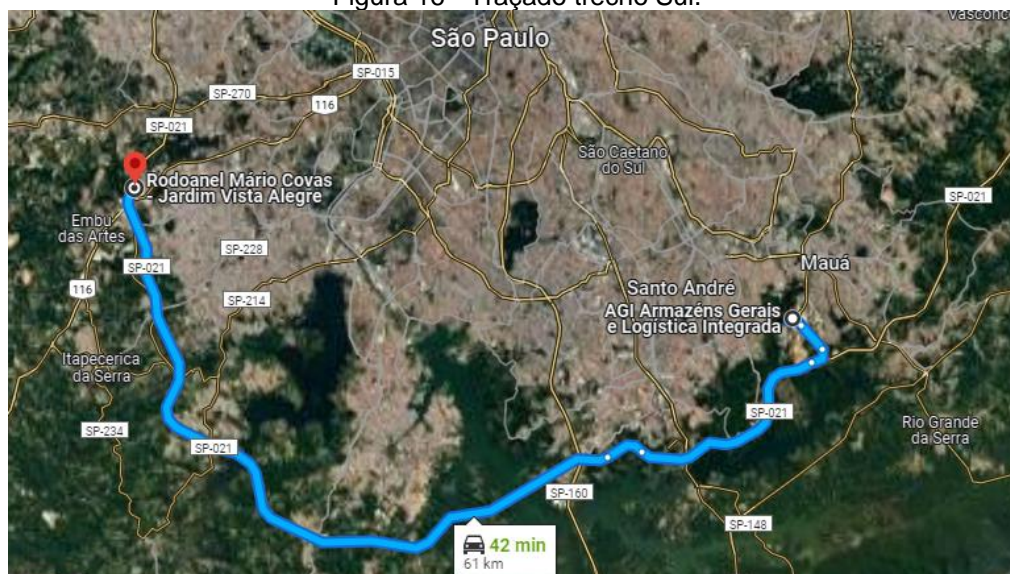 Figura 16 - Traçado trecho Sul.
São Paulo
SP-015
SP-270
116
SP-021
São Caetano
do Sul
SP-021
Rodoanel Mário Covas
- Jardim Vista Alegre
Embu
das Artes
SP-228
SP-021
Mauá
116
SP-214
Santo André
AGI Armazéns Gerais
e Logística Integrada
Itapecerica
da Serra
SP-021
Rio Grande
da Serra
SP-234
SP-021
SP-160
SP-148
42 min
61 km